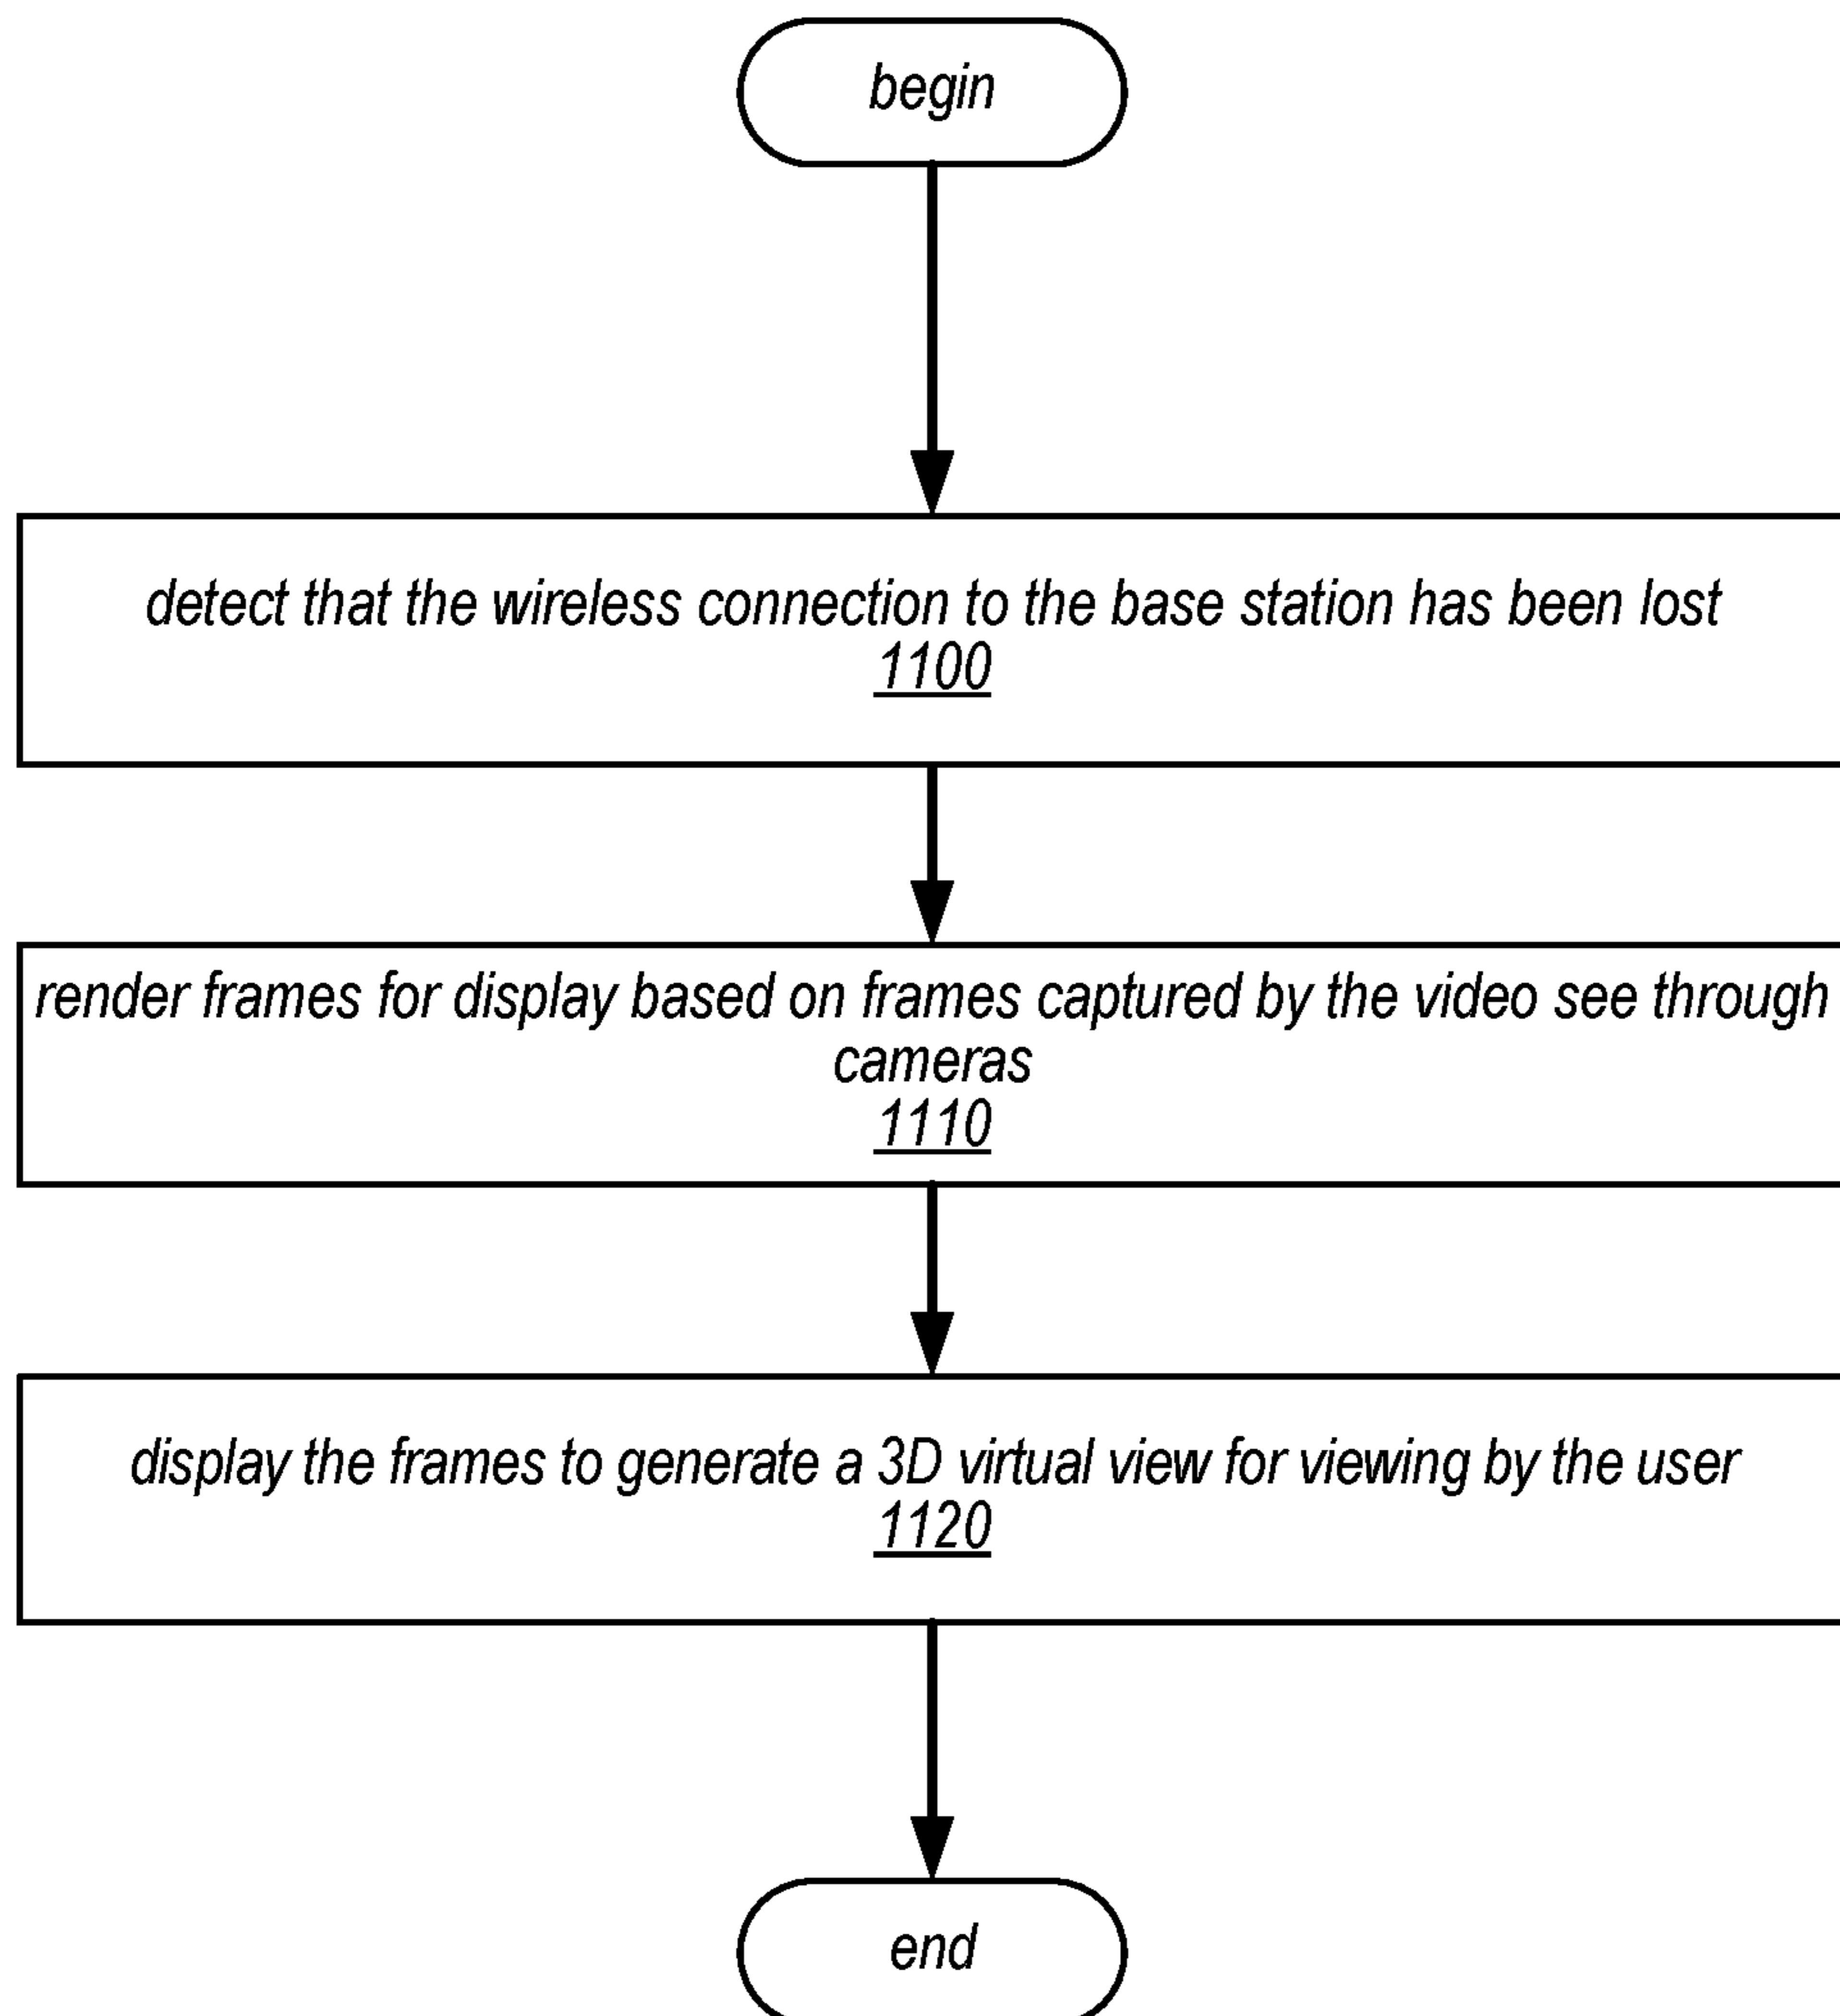 begin
detect that the wireless connection to the base station has been lost
1100
render frames for display based on frames captured by the video see through
cameras
1110
display the frames to generate a 3D virtual view for viewing by the user
1120
end